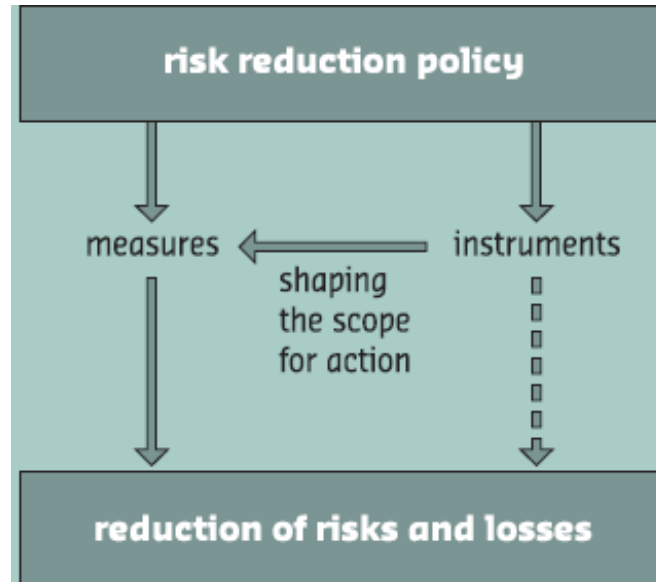 risk reduction policy
measures
instruments
shaping
the scope
for action
reduction of risks and losses